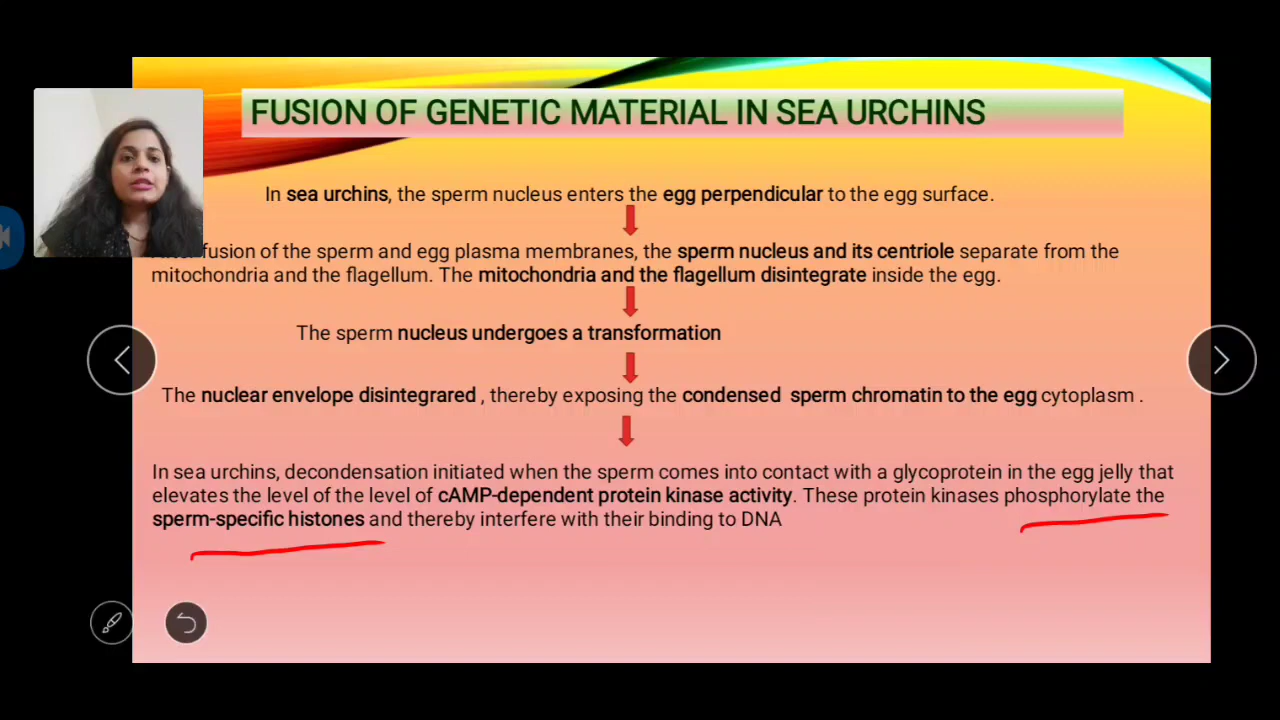 FUSION OF GENETIC MATERIAL IN SEA URCHINS
In sea urchins, the sperm nucleus enters the egg perpendicular to the egg surface.
fusion of the sperm and egg plasma membranes, the sperm nucleus and its centriole separate from the
mitochondria and the flagellum. The mitochondria and the flagellum disintegrate inside the egg.
The sperm nucleus undergoes a transformation
The nuclear envelope disintegrared , thereby exposing the condensed sperm chromatin to the egg cytoplasm .
In sea urchins, decondensation initiated when the sperm comes into contact with a glycoprotein in the egg jelly that
elevates the level of the level of cAMP-dependent protein kinase activity. These protein kinases phosphorylate the
sperm-specific histones and thereby interfere with their binding to DNA